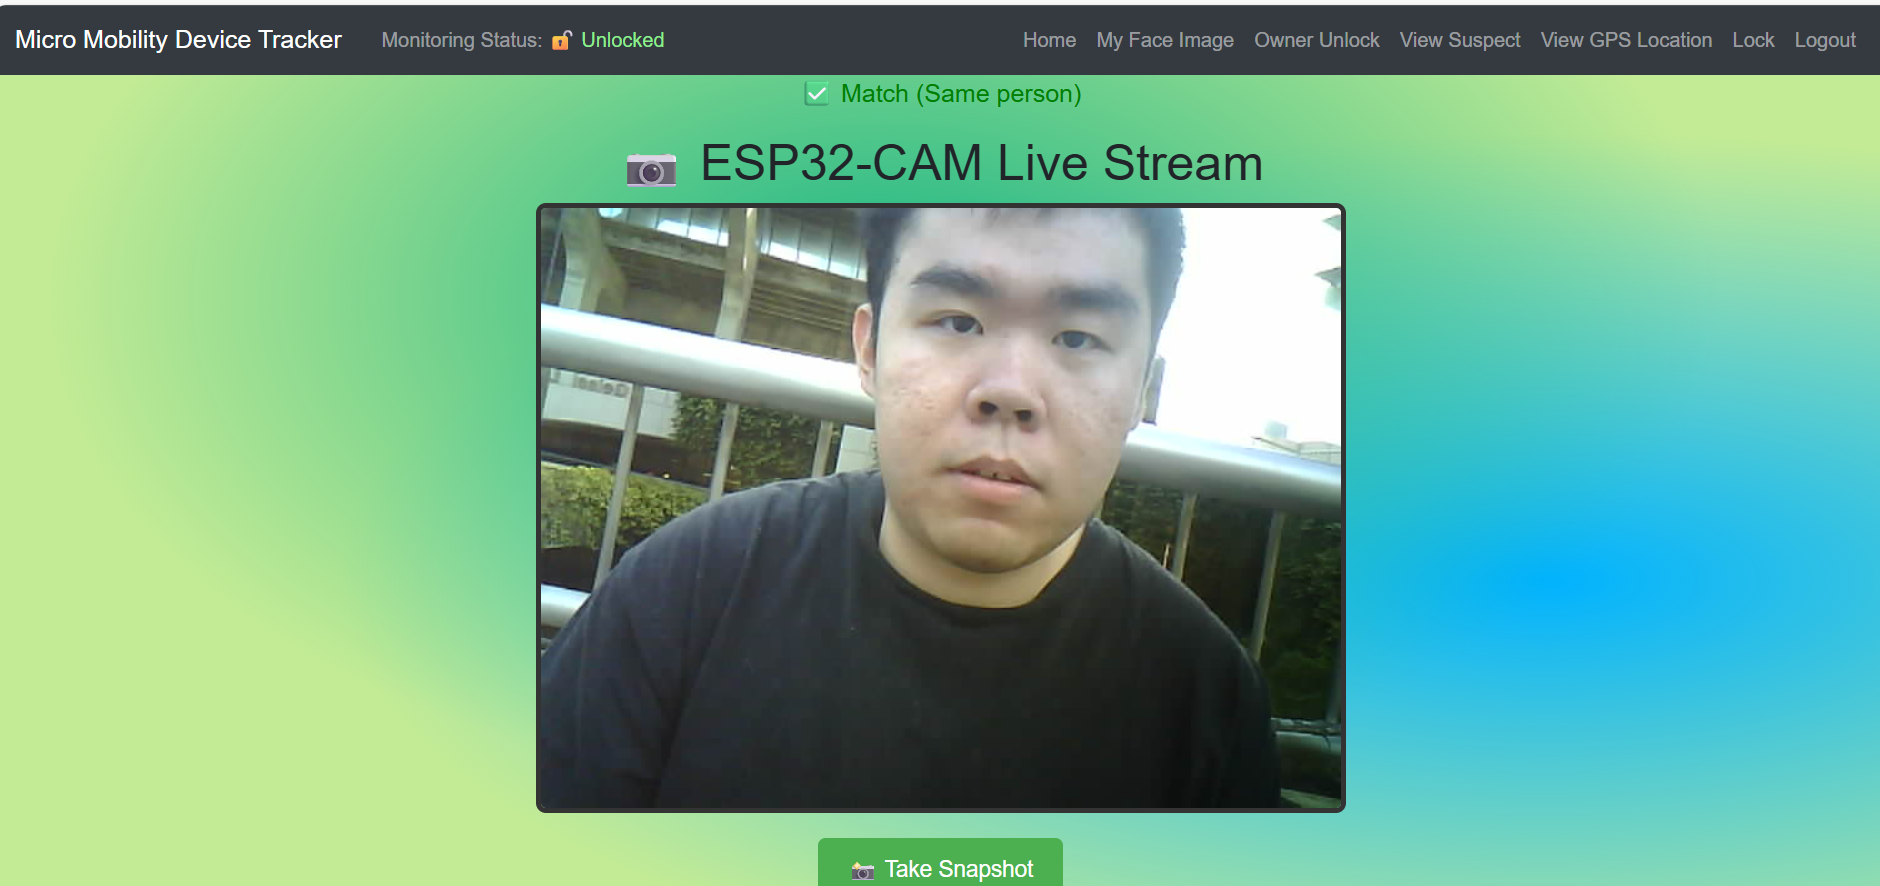 Micro Mobility Device Tracker Monitoring Status: 🔓 Unlocked Home My Face Image Owner Unlock View Suspect View GPS Location Lock Logout
✅ Match (Same person)
📷 ESP32-CAM Live Stream
📸 Take Snapshot